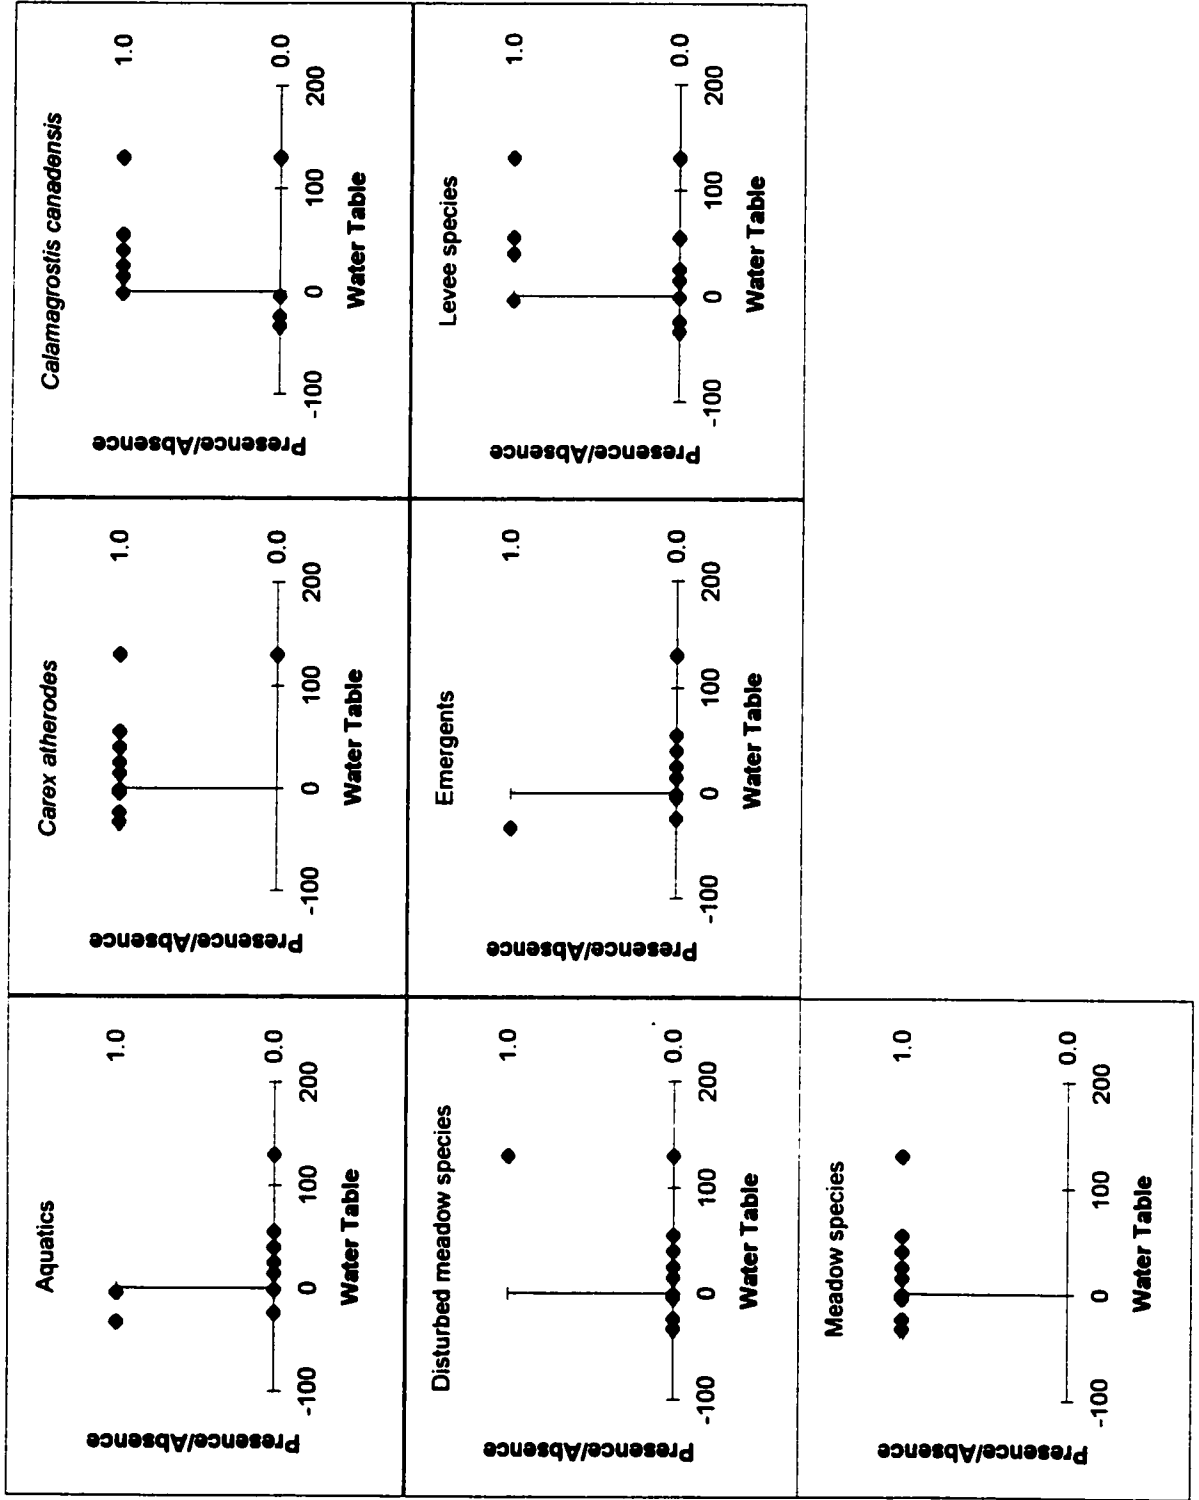 Aquatics
Presence/Absence
1.0
0.0
-100 0 100 200
Water Table
Carex atherodes
Presence/Absence
1.0
0.0
-100 0 100 200
Water Table
Calamagrostis canadensis
Presence/Absence
1.0
0.0
-100 0 100 200
Water Table
Disturbed meadow species
Presence/Absence
1.0
0.0
-100 0 100 200
Water Table
Emergents
Presence/Absence
1.0
0.0
-100 0 100 200
Water Table
Levee species
Presence/Absence
1.0
0.0
-100 0 100 200
Water Table
Meadow species
Presence/Absence
1.0
0.0
-100 0 100 200
Water Table